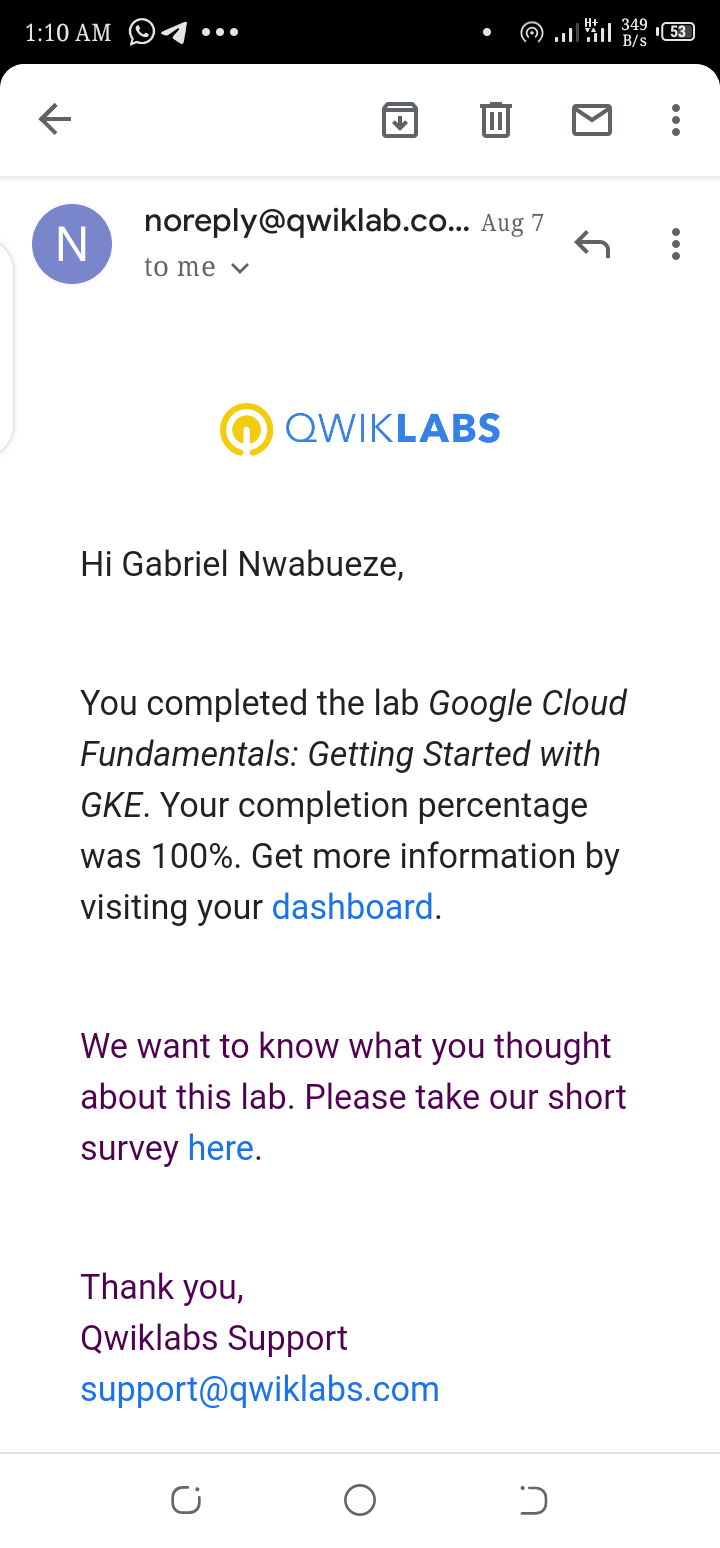 1:10 AM
349
B/s
53
noreply@qwiklab.co... Aug 7
N
to me
QWIKLABS
Hi Gabriel Nwabueze,
You completed the lab Google Cloud
Fundamentals: Getting Started with
GKE. Your completion percentage
was 100%. Get more information by
visiting your dashboard.
We want to know what you thought
about this lab. Please take our short
survey here.
Thank you,
Qwiklabs Support
support@qwiklabs.com